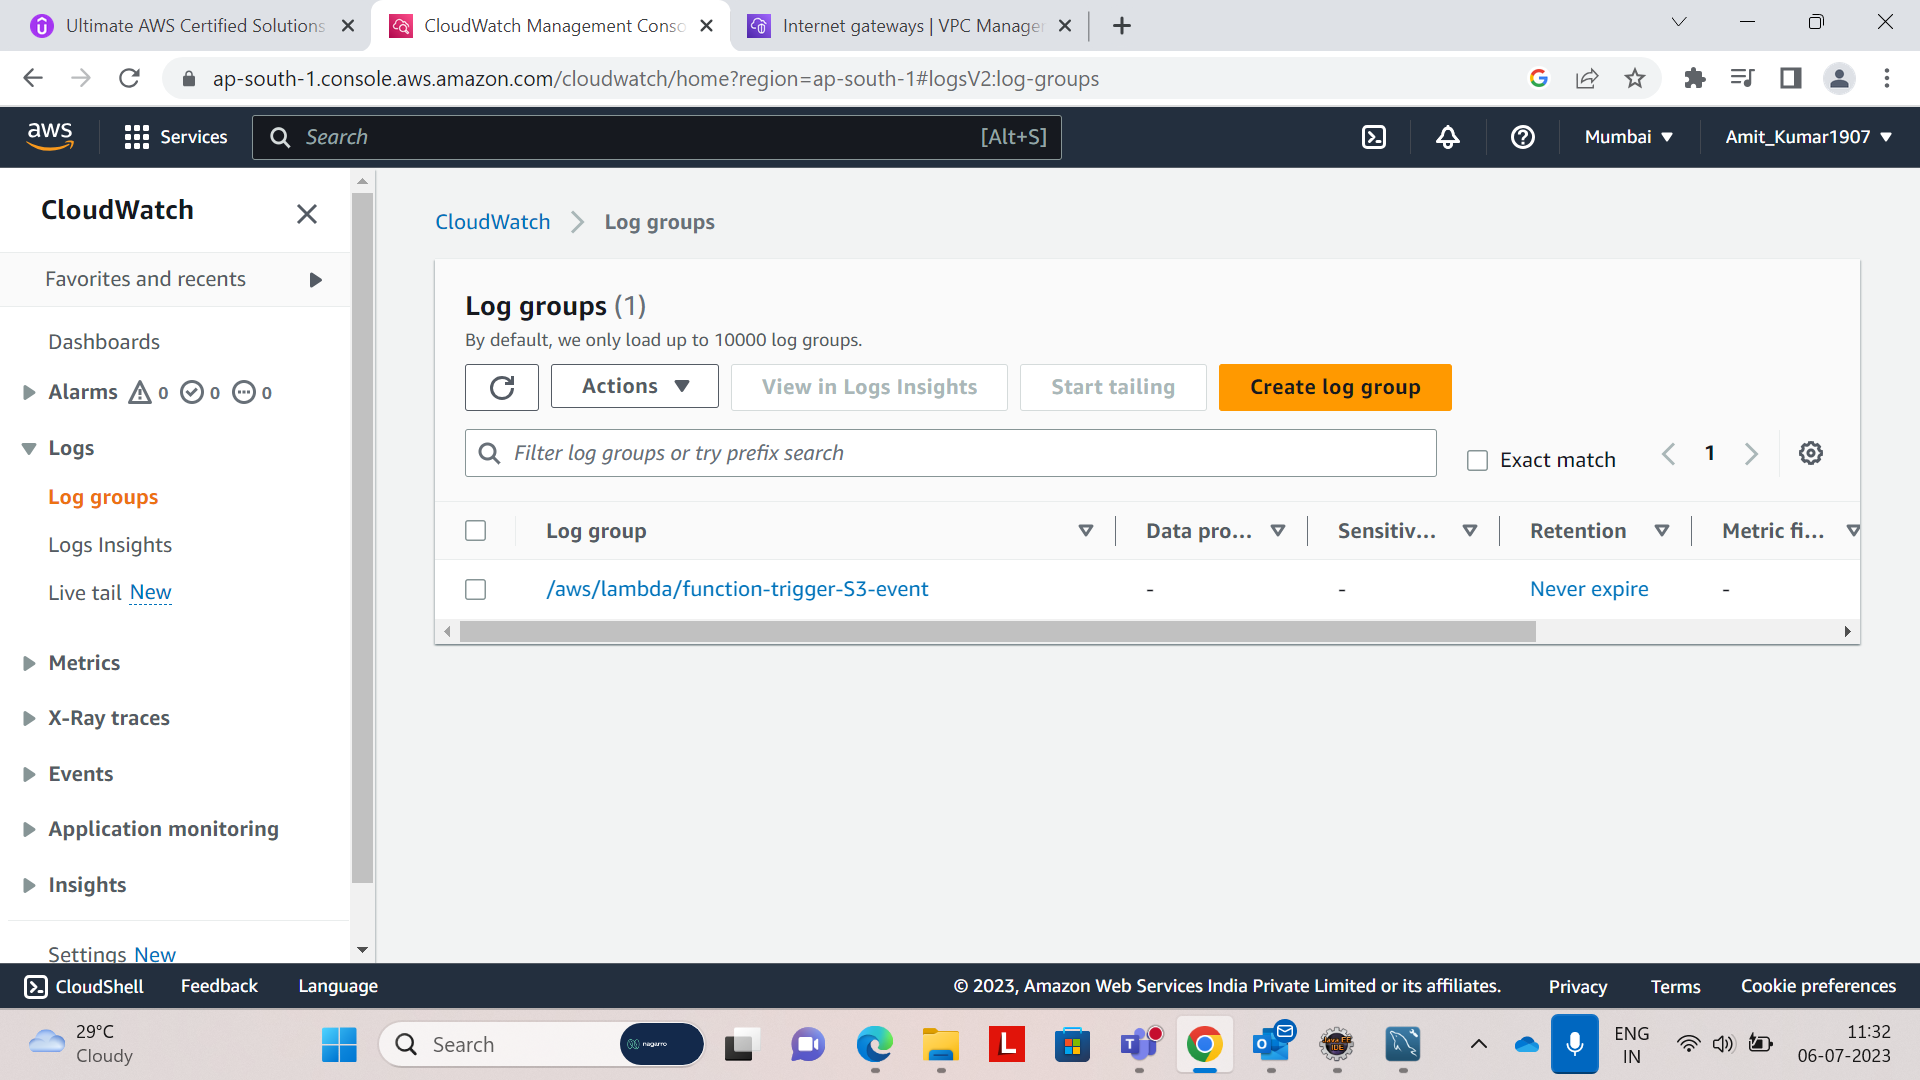 Ultimate AWS Certified Solutions
CloudWatch Management Conso
Internet gateways | VPC Manager
ap-south-1.console.aws.amazon.com/cloudwatch/home?region=ap-south-1#logsV2:log-groups
aws
Services
Search
[Alt+S]
Mumbai
Amit_Kumar1907
CloudWatch
Favorites and recents
Dashboards
Alarms 0 0 0
Logs
Log groups
Logs Insights
Live tail New
Metrics
X-Ray traces
Events
Application monitoring
Insights
Settings New
CloudWatch
Log groups
Log groups (1)
By default, we only load up to 10000 log groups.
Actions
View in Logs Insights
Start tailing
Create log group
Filter log groups or try prefix search
Exact match
1
Log group
Data pro...
Sensitiv...
Retention
Metric fi...
/aws/lambda/function-trigger-S3-event
-
-
Never expire
-
CloudShell
Feedback
Language
© 2023, Amazon Web Services India Private Limited or its affiliates.
Privacy
Terms
Cookie preferences
29°C
Cloudy
Search
nagarro
ENG
IN
11:32
06-07-2023